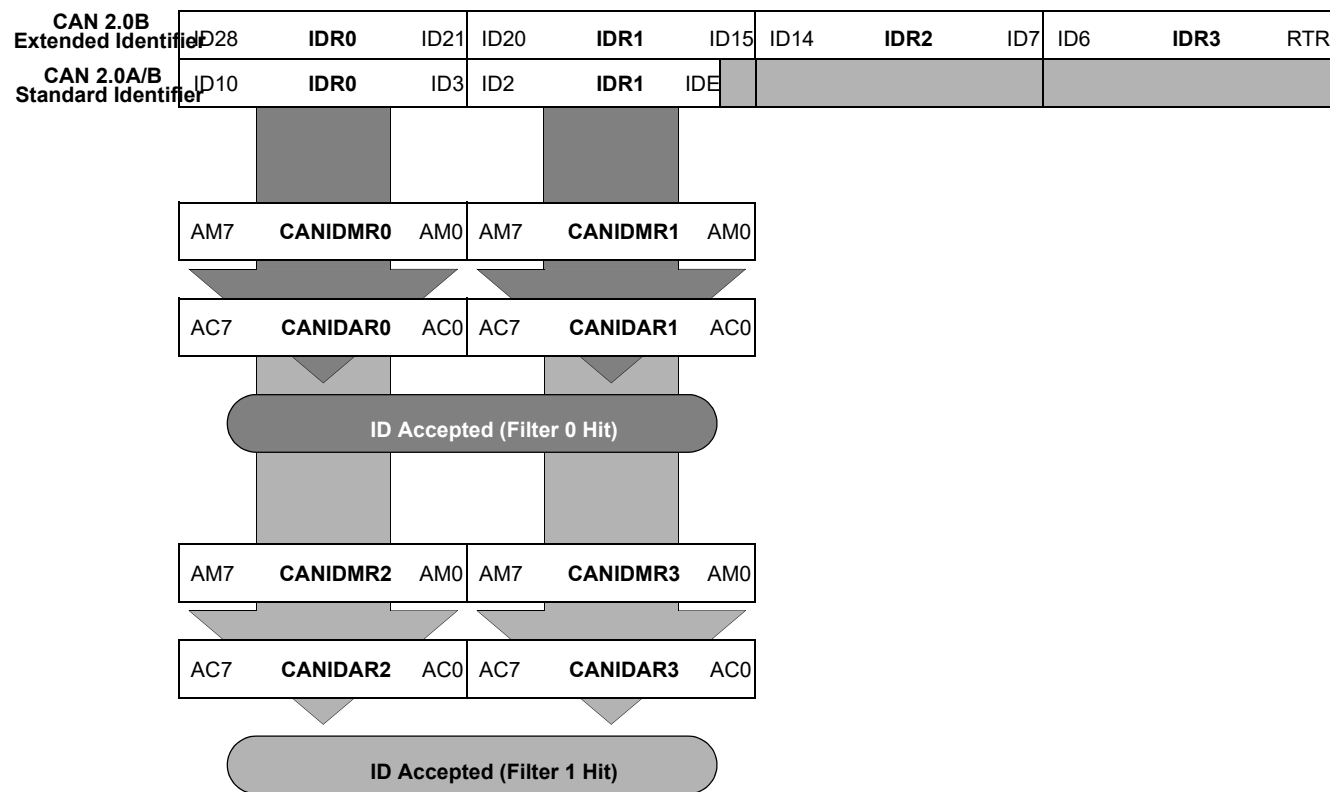 CAN 2.0B
Extended Identifier
ID28 IDR0 ID21 ID20 IDR1 ID15 ID14 IDR2 ID7 ID6 IDR3 RTR
CAN 2.0A/B
Standard Identifier
ID10 IDR0 ID3 ID2 IDR1 IDE
AM7 CANIDMR0 AM0 AM7 CANIDMR1 AM0
AC7 CANIDAR0 AC0 AC7 CANIDAR1 AC0
ID Accepted (Filter 0 Hit)
AM7 CANIDMR2 AM0 AM7 CANIDMR3 AM0
AC7 CANIDAR2 AC0 AC7 CANIDAR3 AC0
ID Accepted (Filter 1 Hit)